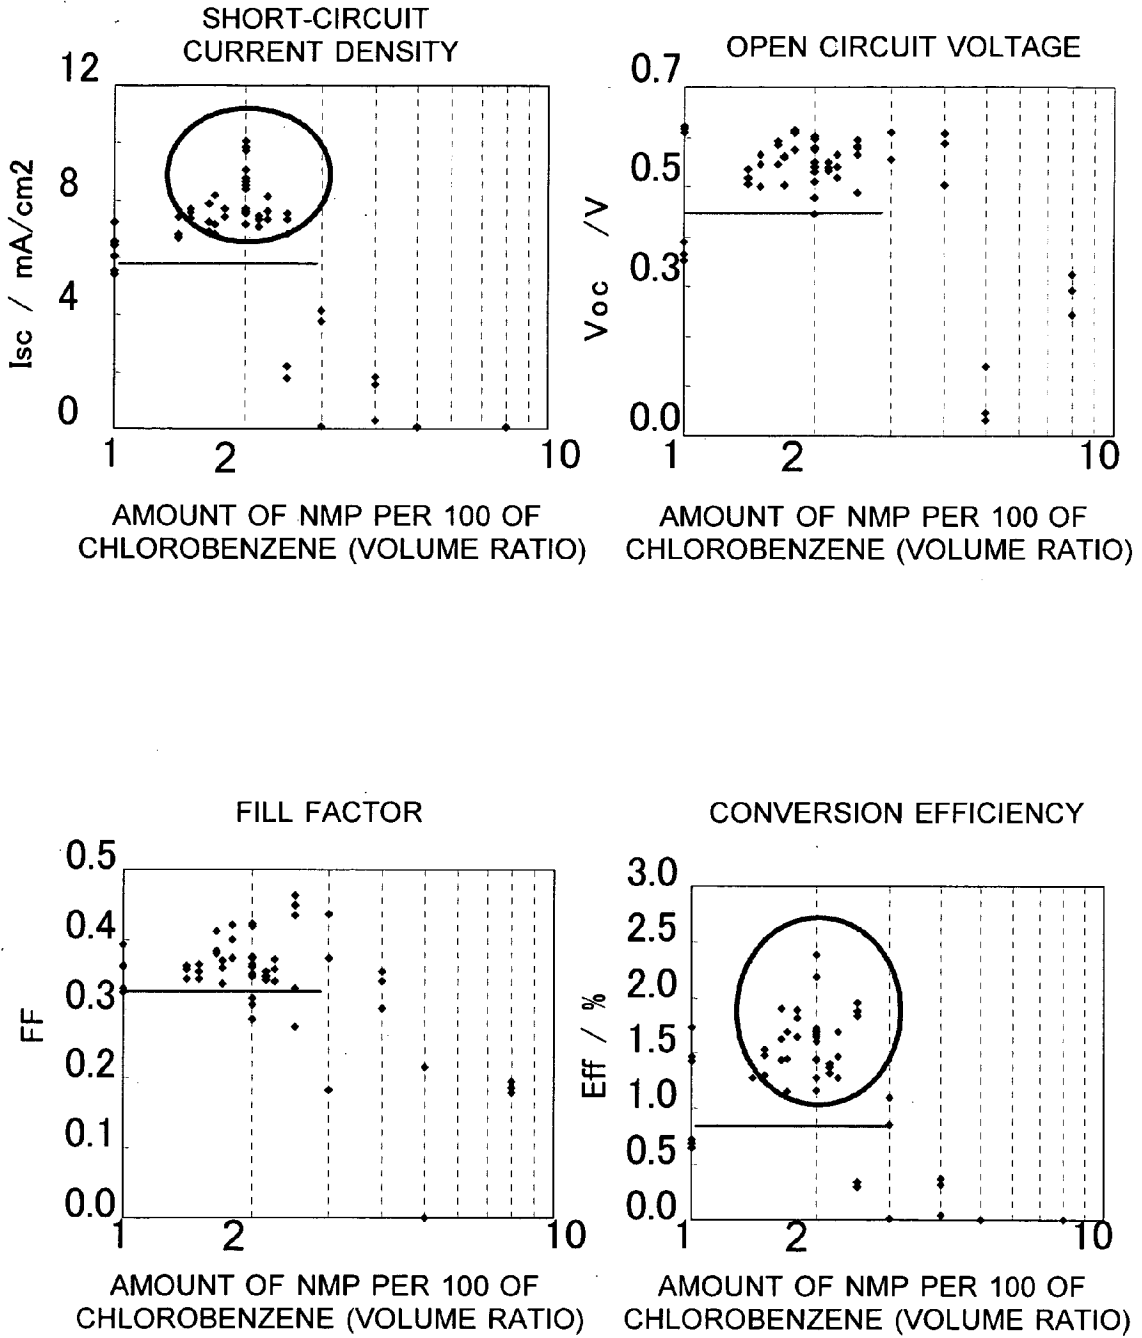 SHORT-CIRCUIT
CURRENT DENSITY
12
8
4
0
Isc / mA/cm2
1
2
10
AMOUNT OF NMP PER 100 OF
CHLOROBENZENE (VOLUME RATIO)
OPEN CIRCUIT VOLTAGE
0.7
0.5
0.3
0.0
Voc /V
1
2
10
AMOUNT OF NMP PER 100 OF
CHLOROBENZENE (VOLUME RATIO)
FILL FACTOR
0.5
0.4
0.3
0.2
0.1
0.0
FF
1
2
10
AMOUNT OF NMP PER 100 OF
CHLOROBENZENE (VOLUME RATIO)
CONVERSION EFFICIENCY
3.0
2.5
2.0
1.5
1.0
0.5
0.0
Eff / %
1
2
10
AMOUNT OF NMP PER 100 OF
CHLOROBENZENE (VOLUME RATIO)